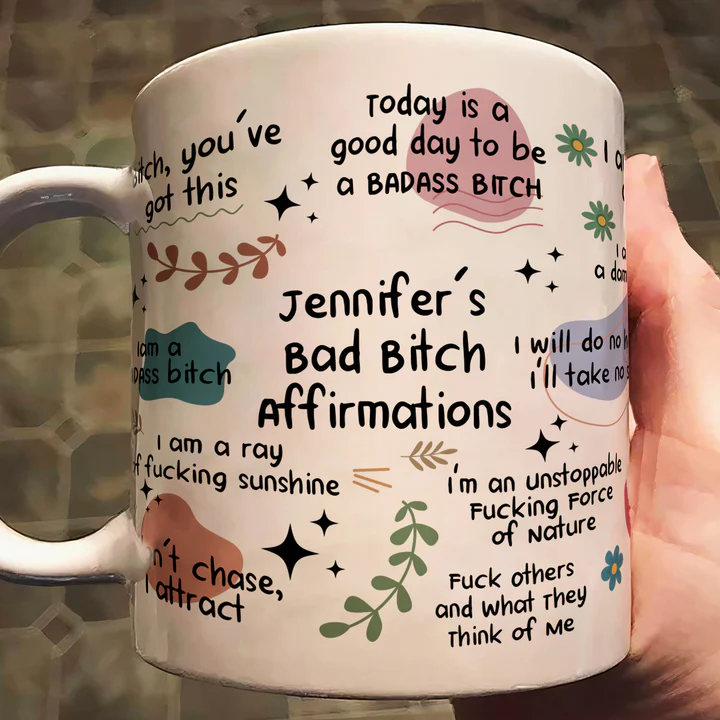 you've
got this
Today is a
good day to be
a BADASS BITCH
I
I
a
Jennifer's
Bad Bitch
Affirmations
I am a
bitch
I will do no
I'll take no
I am a ray
fucking sunshine
I'm an unstoppable
Fucking Force
of Nature
chase,
I attract
Fuck others
and what They
Think of Me